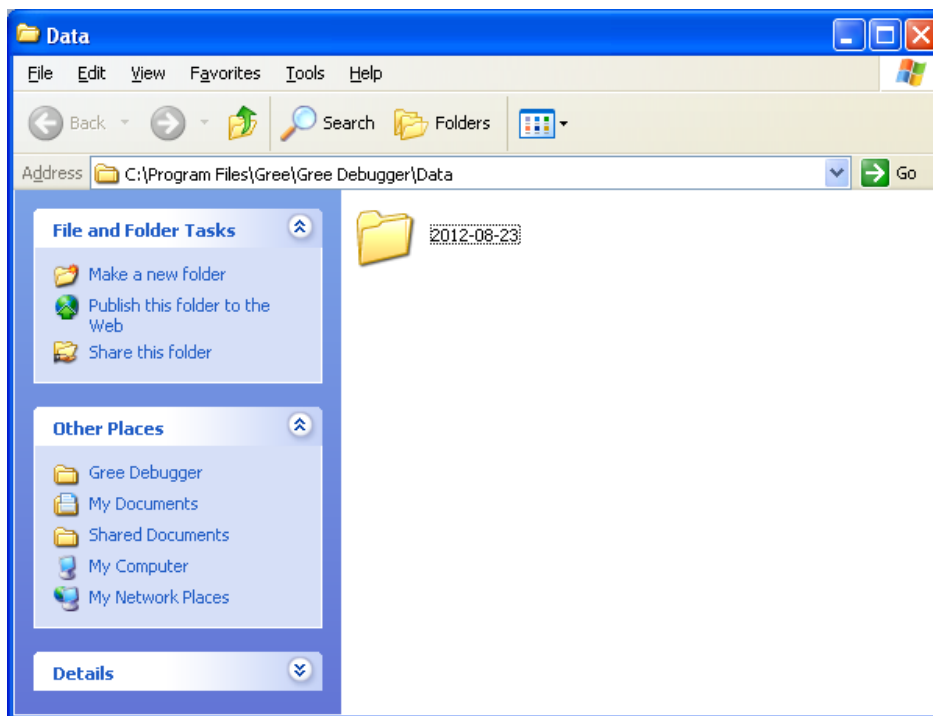 Data
File Edit View Favorites Tools Help
Back Search Folders
Address C:\Program Files\Gree\Gree Debugger\Data Go
File and Folder Tasks
Make a new folder
Publish this folder to the
Web
Share this folder
Other Places
Gree Debugger
My Documents
Shared Documents
My Computer
My Network Places
Details
2012-08-23